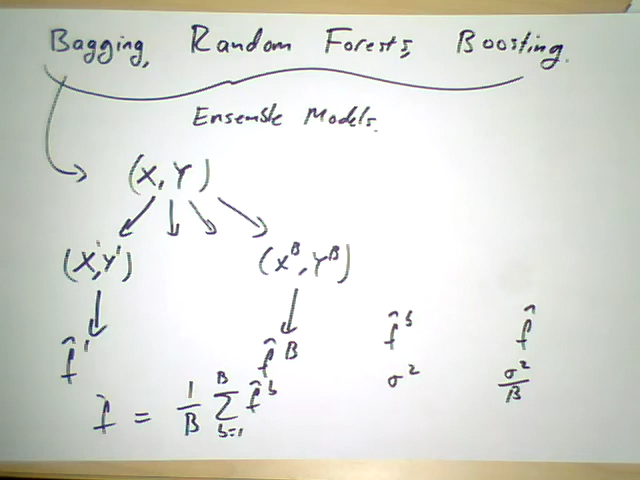 Bagging, Random Forests, Boosting.
Ensemble Models.
(X, Y)
(X¹, Y¹) (X^B, Y^B)
f̂¹ f̂^B f̂^b f̂
f̂ = 1/B Σ_{b=1}^{B} f̂^b σ² σ²/B